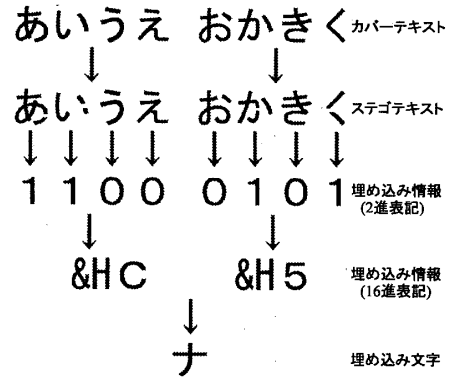 あいうえ おかきく カバーテキスト
↓ ↓
あいうえ おかきく ステゴテキスト
↓ ↓ ↓ ↓ ↓ ↓ ↓ ↓
1 1 0 0 0 1 0 1 埋め込み情報
(2進表記)
↓ ↓
&HC &H5 埋め込み情報
(16進表記)
↓
ナ 埋め込み文字